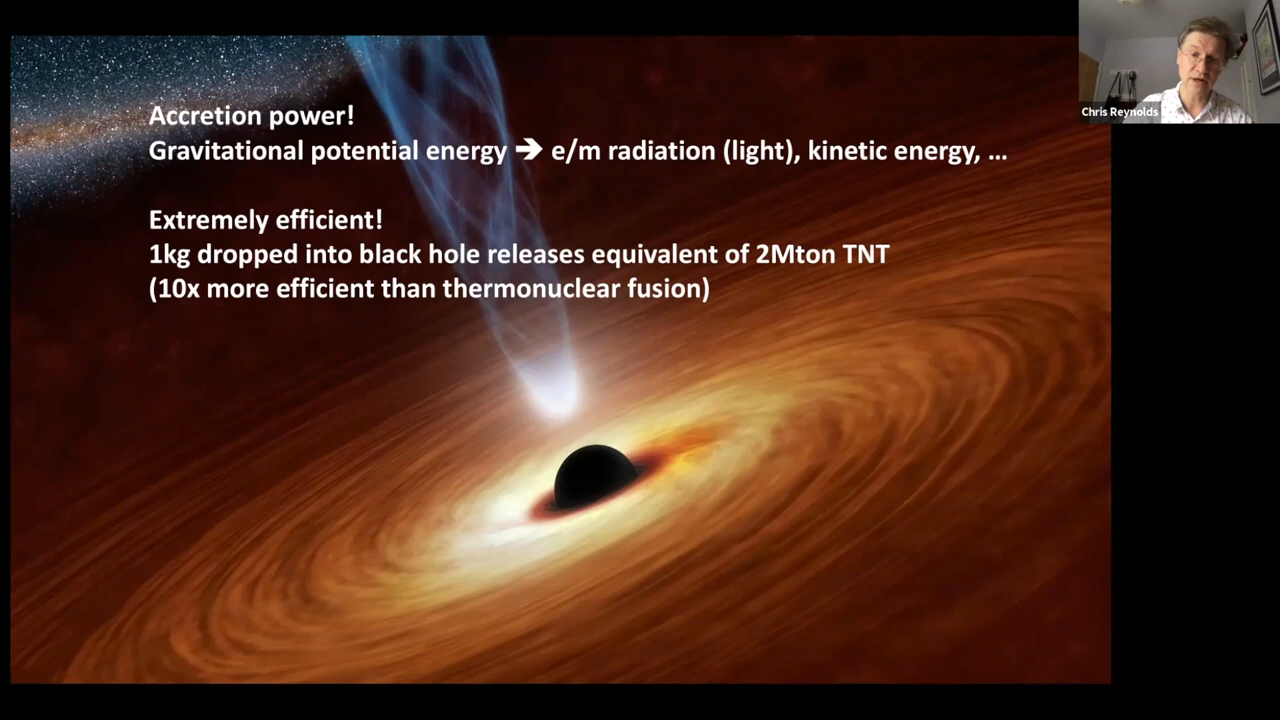 Accretion power!
Gravitational potential energy ➔ e/m radiation (light), kinetic energy, ...
Extremely efficient!
1kg dropped into black hole releases equivalent of 2Mton TNT
(10x more efficient than thermonuclear fusion)
Chris Reynolds